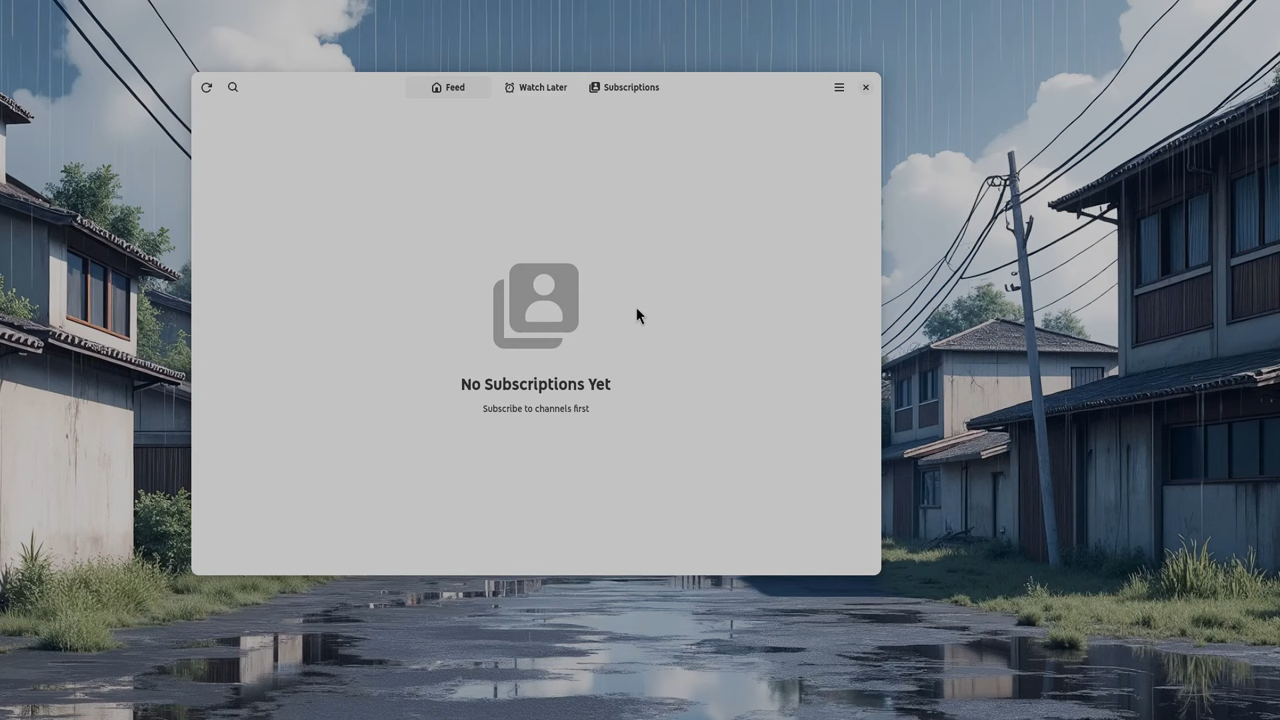 Feed
Watch Later
Subscriptions
No Subscriptions Yet
Subscribe to channels first